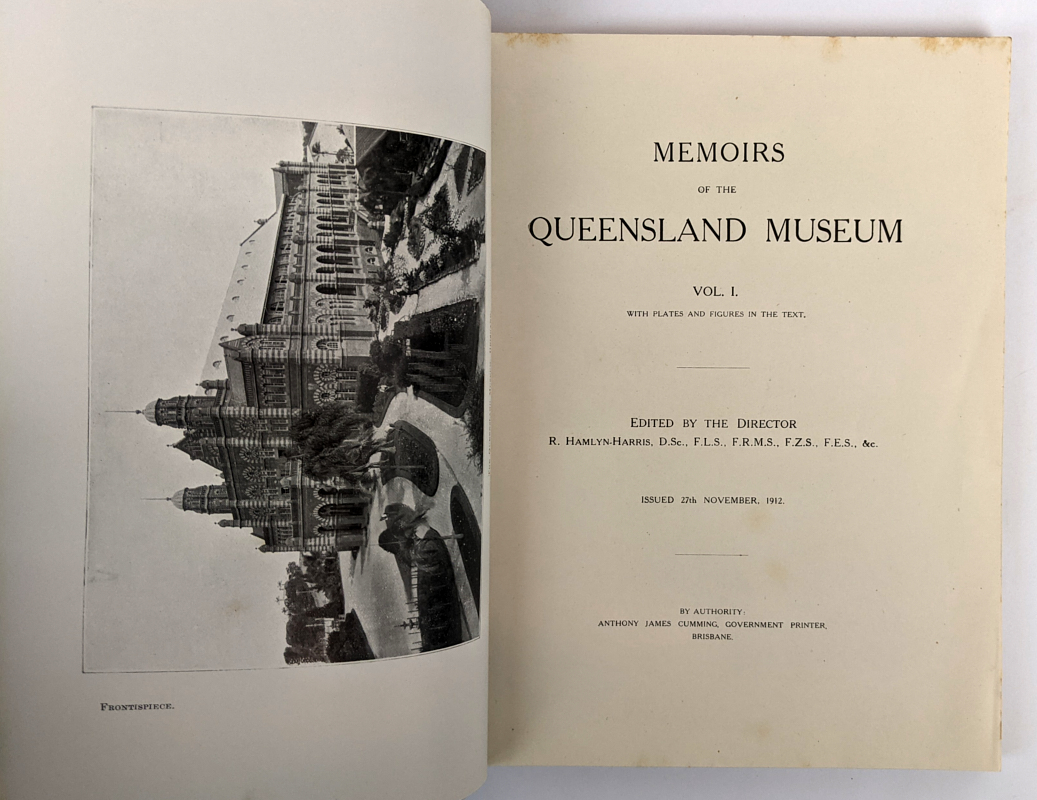 FRONTISPIECE.
MEMOIRS
OF THE
QUEENSLAND MUSEUM
VOL. I.
WITH PLATES AND FIGURES IN THE TEXT.
EDITED BY THE DIRECTOR
R. HAMLYN-HARRIS, D.Sc., F.L.S., F.R.M.S., F.Z.S., F.E.S., &c.
ISSUED 27th NOVEMBER, 1912.
BY AUTHORITY:
ANTHONY JAMES CUMMING, GOVERNMENT PRINTER,
BRISBANE.